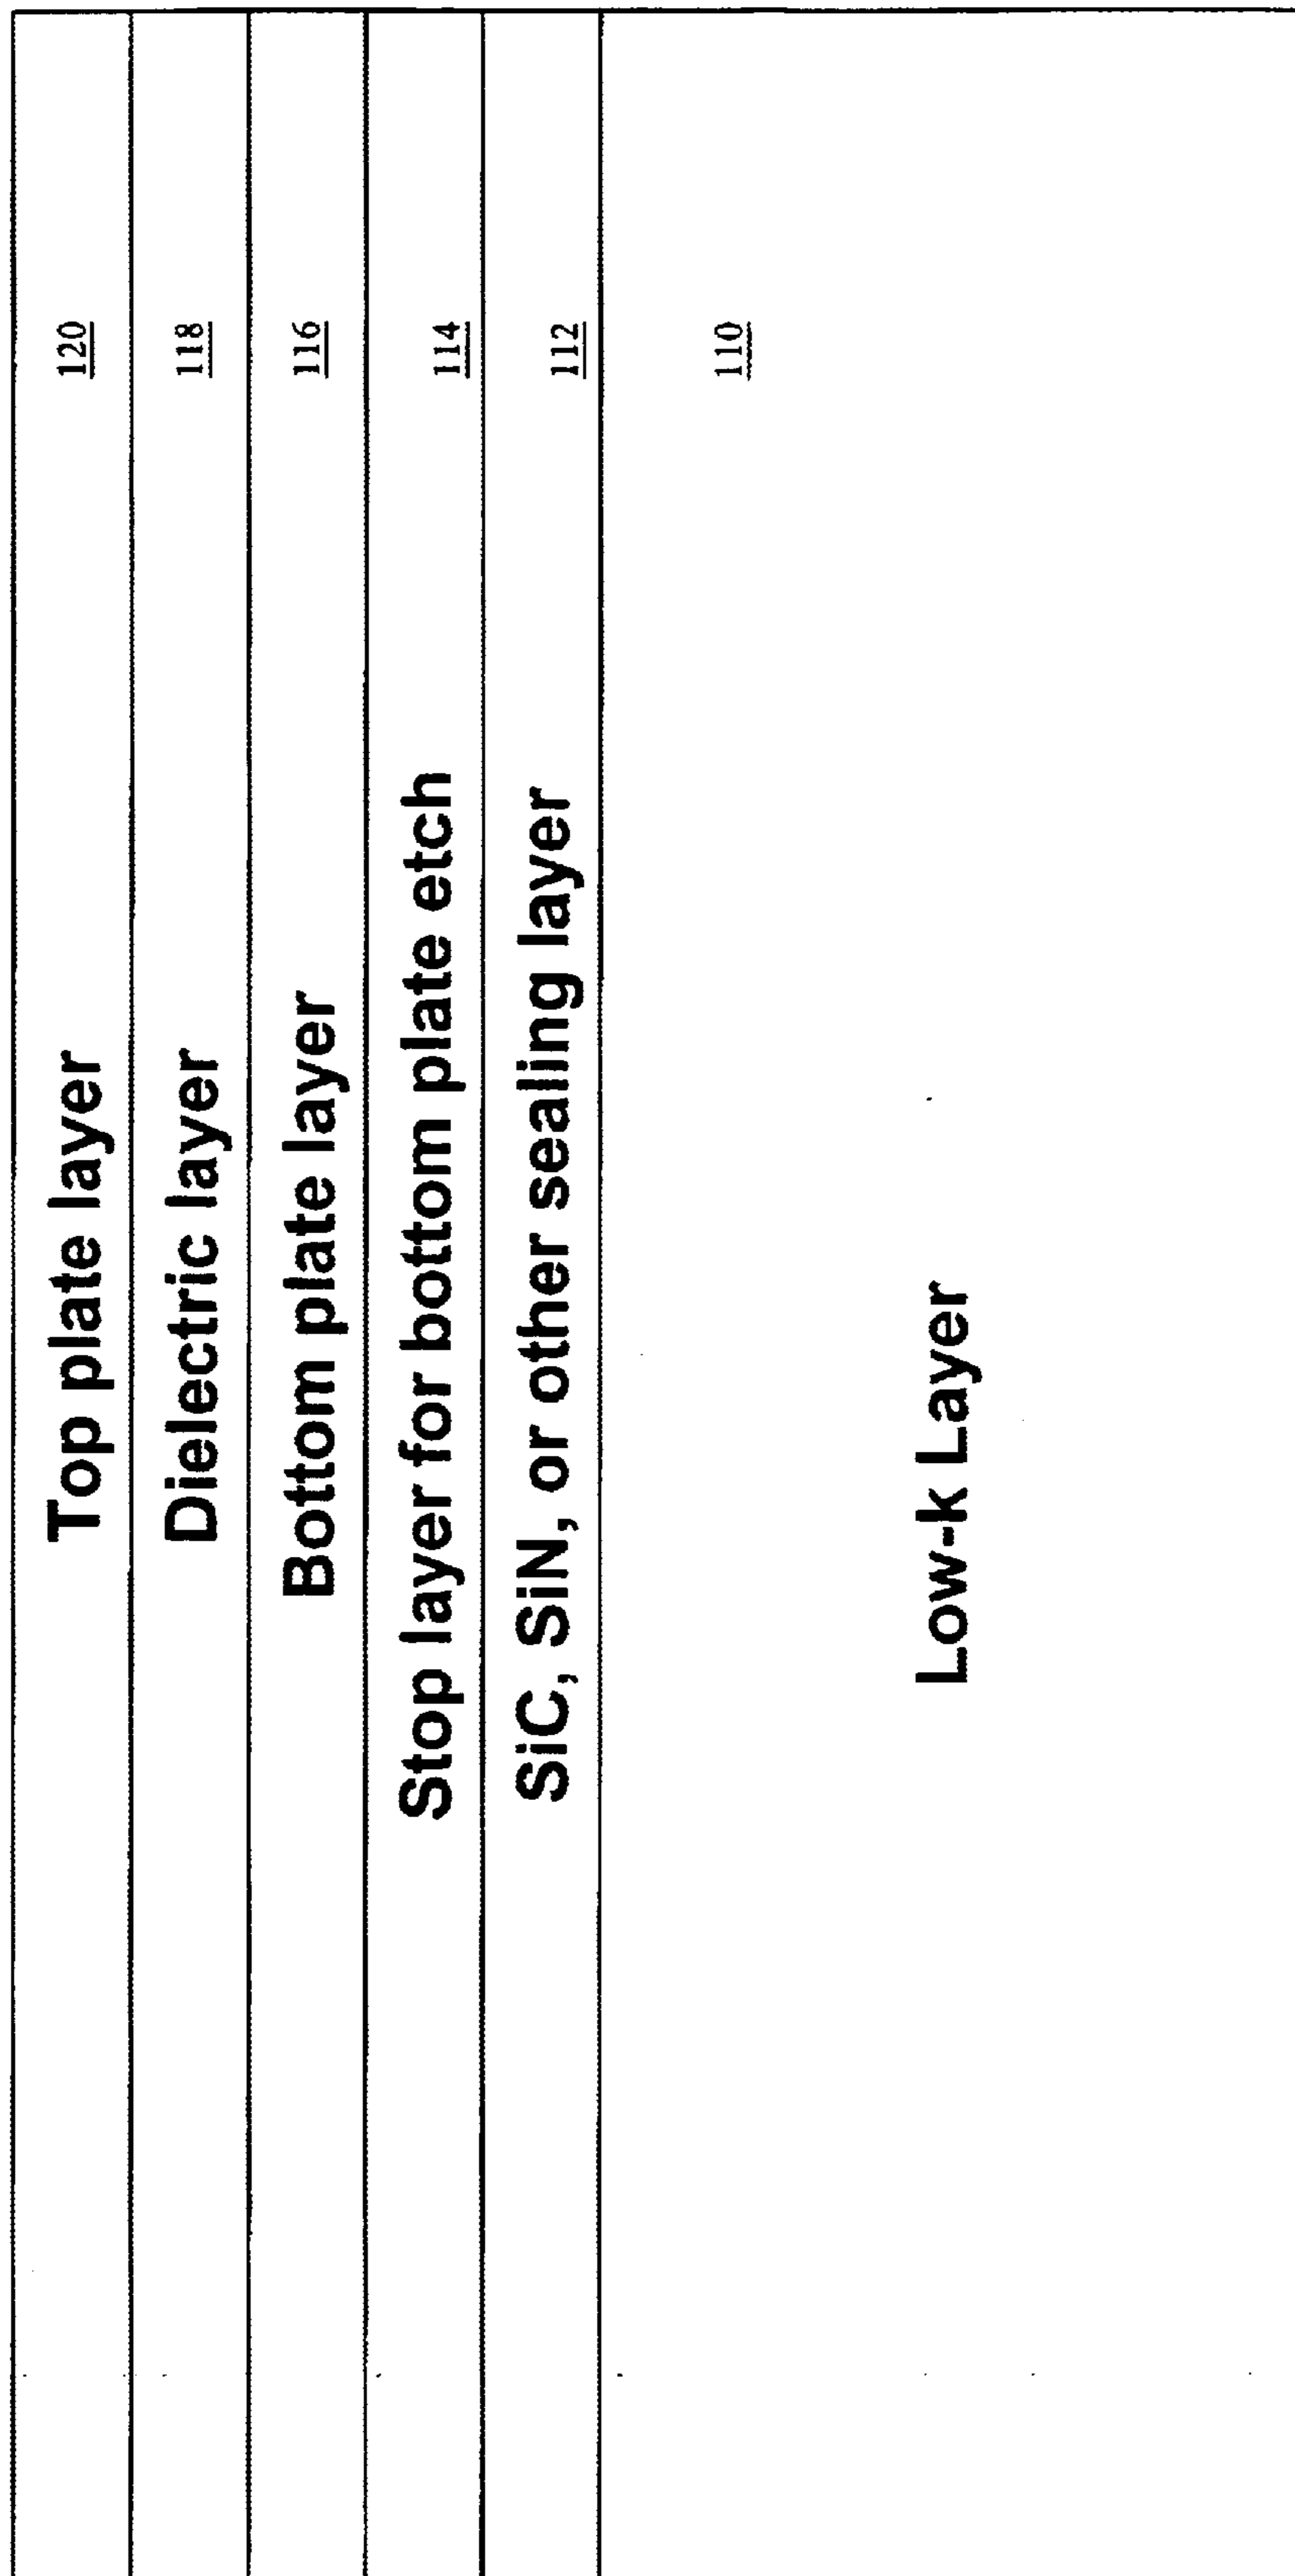 Top plate layer 120
Dielectric layer 118
Bottom plate layer 116
Stop layer for bottom plate etch 114
SiC, SiN, or other sealing layer 112
110
Low-k Layer